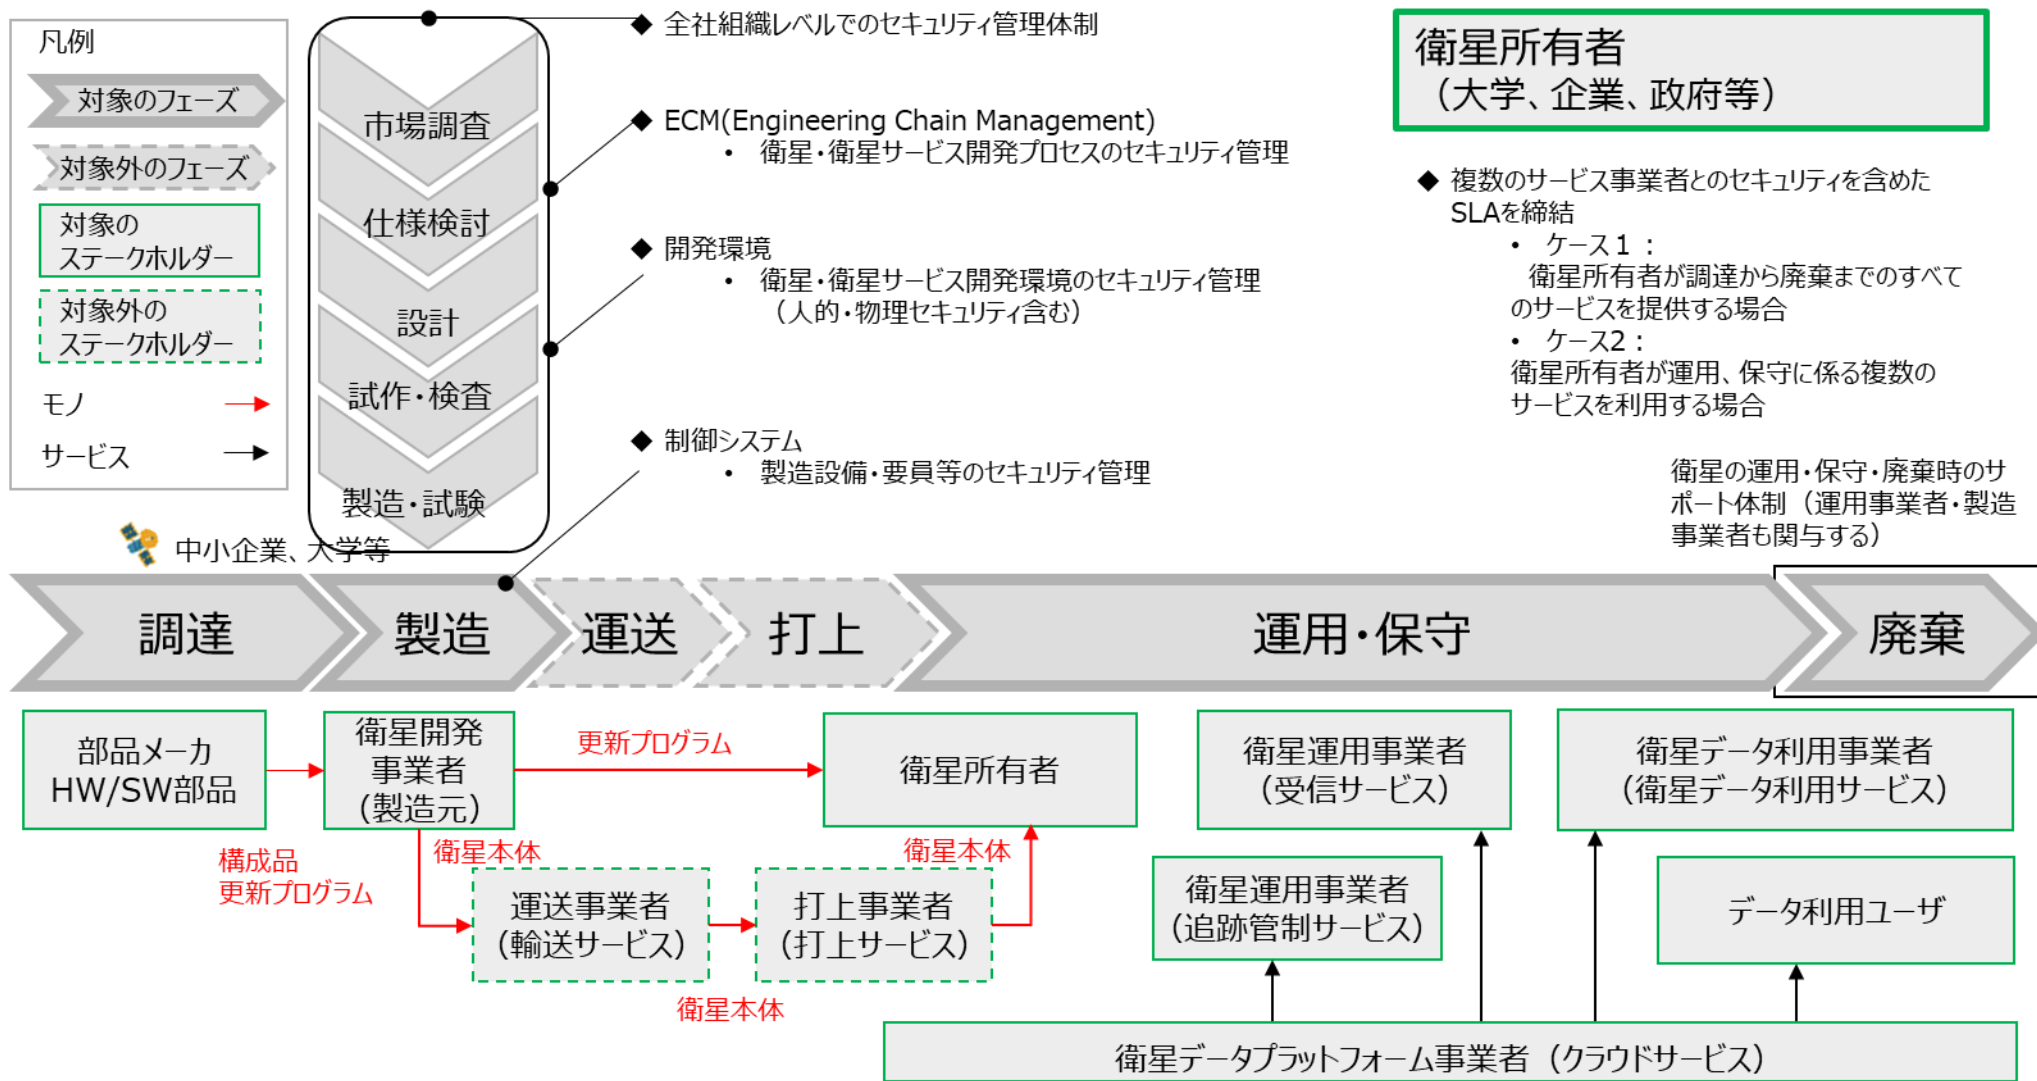 凡例
対象のフェーズ
対象外のフェーズ
対象の
ステークホルダー
対象外の
ステークホルダー
モノ
サービス
市場調査
仕様検討
設計
試作・検査
製造・試験
◆ 全社組織レベルでのセキュリティ管理体制
◆ ECM(Engineering Chain Management)
• 衛星・衛星サービス開発プロセスのセキュリティ管理
◆ 開発環境
• 衛星・衛星サービス開発環境のセキュリティ管理
（人的・物理セキュリティ含む）
◆ 制御システム
• 製造設備・要員等のセキュリティ管理
衛星所有者
（大学、企業、政府等）
◆ 複数のサービス事業者とのセキュリティを含めた
SLAを締結
• ケース１：
衛星所有者が調達から廃棄までのすべて
のサービスを提供する場合
• ケース2：
衛星所有者が運用、保守に係る複数の
サービスを利用する場合
衛星の運用・保守・廃棄時のサ
ポート体制（運用事業者・製造
事業者も関与する）
中小企業、大学等
調達
製造
運送
打上
運用・保守
廃棄
部品メーカ
HW/SW部品
構成品
更新プログラム
衛星開発
事業者
（製造元）
更新プログラム
衛星所有者
衛星本体
運送事業者
（輸送サービス）
衛星本体
打上事業者
（打上サービス）
衛星本体
衛星運用事業者
（受信サービス）
衛星データ利用事業者
（衛星データ利用サービス）
衛星運用事業者
（追跡管制サービス）
データ利用ユーザ
衛星データプラットフォーム事業者（クラウドサービス）